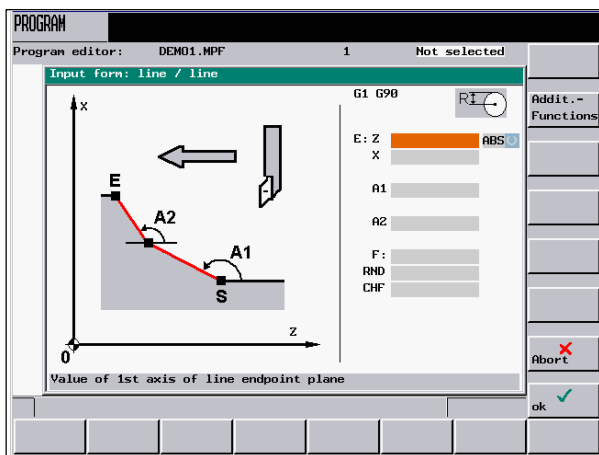 PROGRAM
Program editor: DEMO1.MPF 1 Not selected
Input form: line / line
X
E
A2
A1
S
Z
0
G1 G90
R
E: Z ABS
X
A1
A2
F:
RND
CHF
Value of 1st axis of line endpoint plane
Addit.-
Functions
Abort
ok